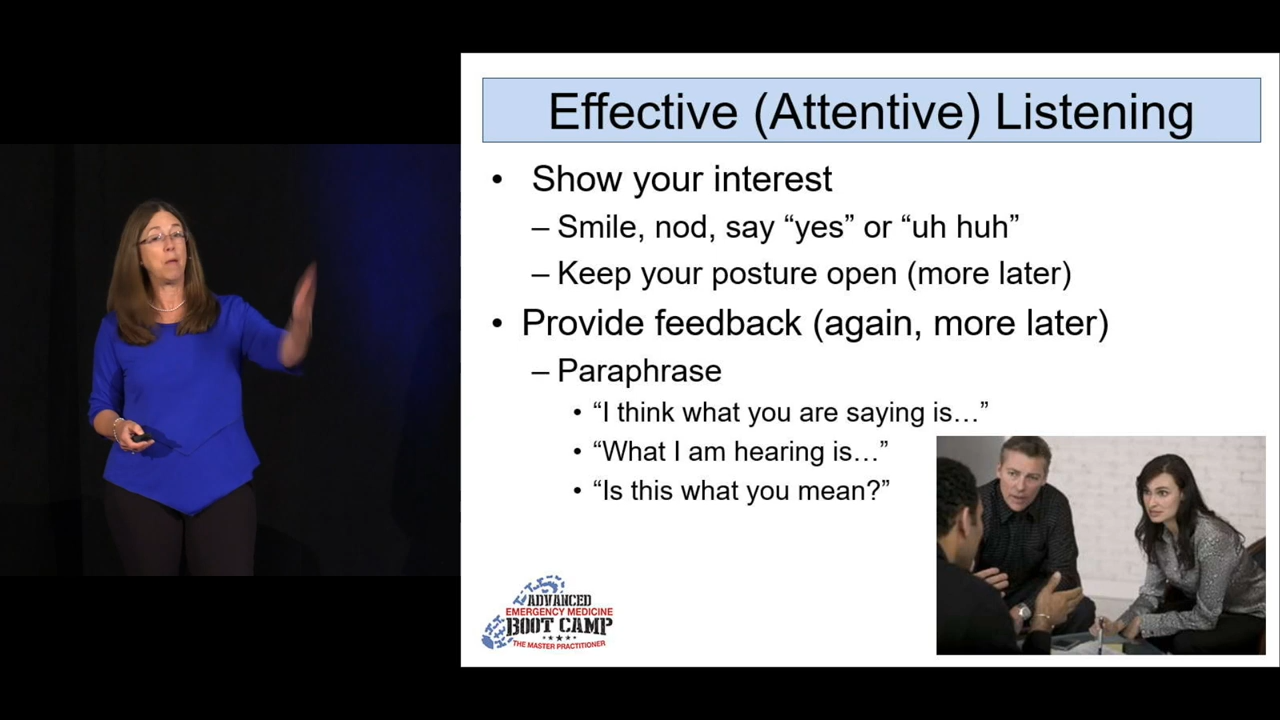 Effective (Attentive) Listening
• Show your interest
– Smile, nod, say “yes” or “uh huh”
– Keep your posture open (more later)
• Provide feedback (again, more later)
– Paraphrase
• “I think what you are saying is…”
• “What I am hearing is…”
• “Is this what you mean?”
ADVANCED
EMERGENCY MEDICINE
BOOT CAMP
THE MASTER PRACTITIONER